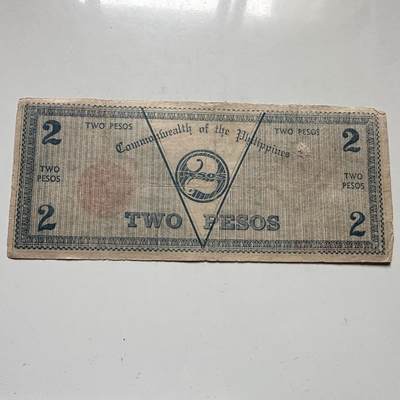 2 TWO PESOS TWO PESOS 2
Commonwealth of the Philippines
TWO PESOS
TWO PESOS
2 TWO PESOS 2